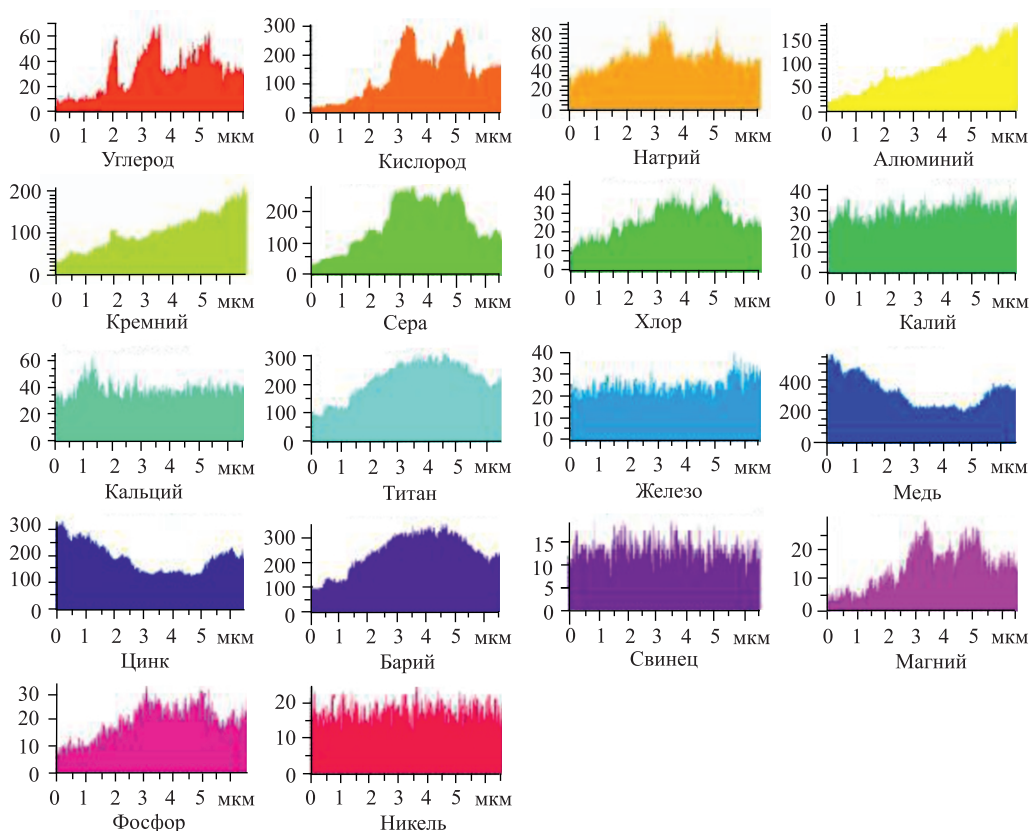 60
40
20
0
0 1 2 3 4 5 мкм
Углерод
300
200
100
0
0 1 2 3 4 5 мкм
Кислород
80
60
40
20
0
0 1 2 3 4 5 мкм
Натрий
150
100
50
0
0 1 2 3 4 5 мкм
Алюминий
200
100
0
0 1 2 3 4 5 мкм
Кремний
200
100
0
0 1 2 3 4 5 мкм
Сера
40
30
20
10
0
0 1 2 3 4 5 мкм
Хлор
40
30
20
10
0
0 1 2 3 4 5 мкм
Калий
60
40
20
0
0 1 2 3 4 5 мкм
Кальций
300
200
100
0
0 1 2 3 4 5 мкм
Титан
40
30
20
10
0
0 1 2 3 4 5 мкм
Железо
400
200
0
0 1 2 3 4 5 мкм
Медь
300
200
100
0
0 1 2 3 4 5 мкм
Цинк
300
200
100
0
0 1 2 3 4 5 мкм
Барий
15
10
5
0
0 1 2 3 4 5 мкм
Свинец
20
10
0
0 1 2 3 4 5 мкм
Магний
30
20
10
0
0 1 2 3 4 5 мкм
Фосфор
20
10
0
0 1 2 3 4 5 мкм
Никель